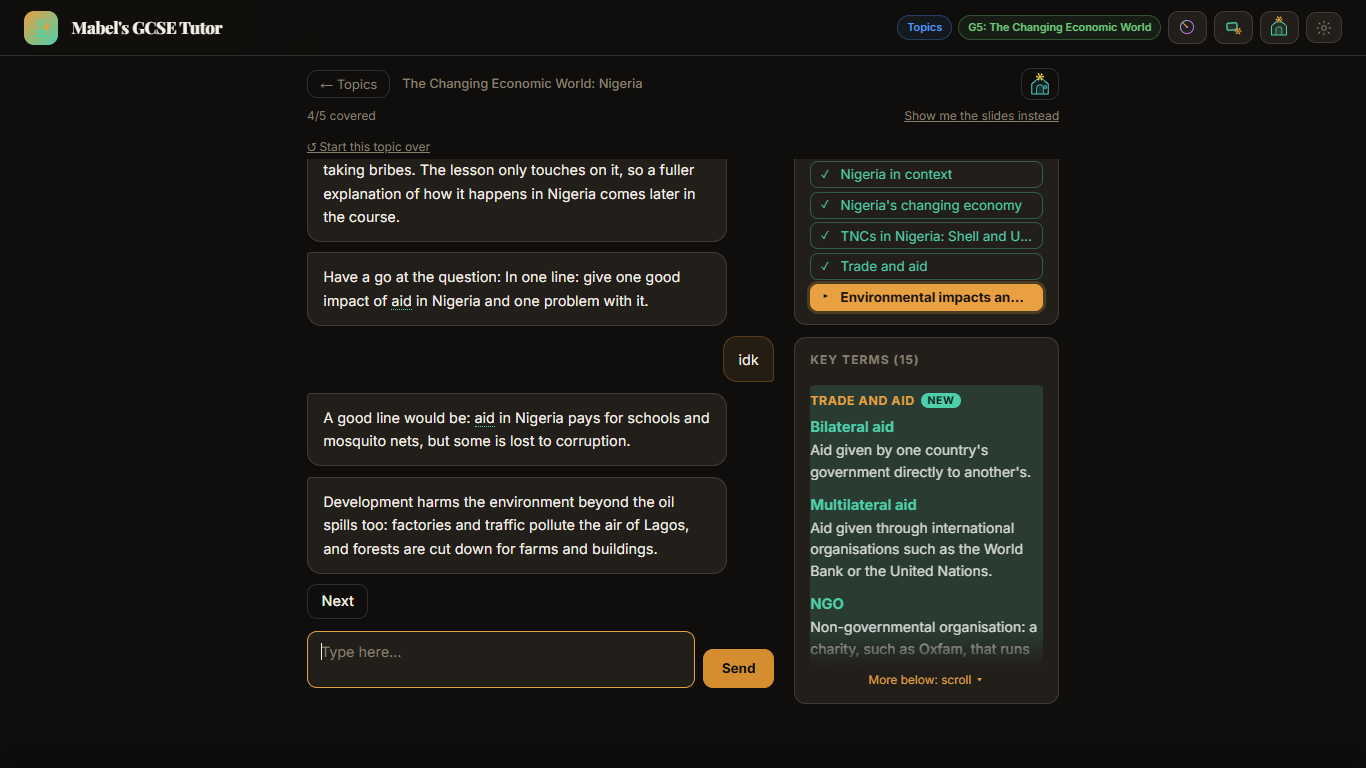 Mabel's GCSE Tutor
Topics
G5: The Changing Economic World
← Topics
The Changing Economic World: Nigeria
4/5 covered
Show me the slides instead
↺ Start this topic over
taking bribes. The lesson only touches on it, so a fuller
explanation of how it happens in Nigeria comes later in
the course.
Have a go at the question: In one line: give one good
impact of aid in Nigeria and one problem with it.
idk
A good line would be: aid in Nigeria pays for schools and
mosquito nets, but some is lost to corruption.
Development harms the environment beyond the oil
spills too: factories and traffic pollute the air of Lagos,
and forests are cut down for farms and buildings.
Next
Type here...
Send
✓ Nigeria in context
✓ Nigeria's changing economy
✓ TNCs in Nigeria: Shell and U...
✓ Trade and aid
‣ Environmental impacts an...
KEY TERMS (15)
TRADE AND AID NEW
Bilateral aid
Aid given by one country's
government directly to another's.
Multilateral aid
Aid given through international
organisations such as the World
Bank or the United Nations.
NGO
Non-governmental organisation: a
charity, such as Oxfam, that runs
More below: scroll ▾